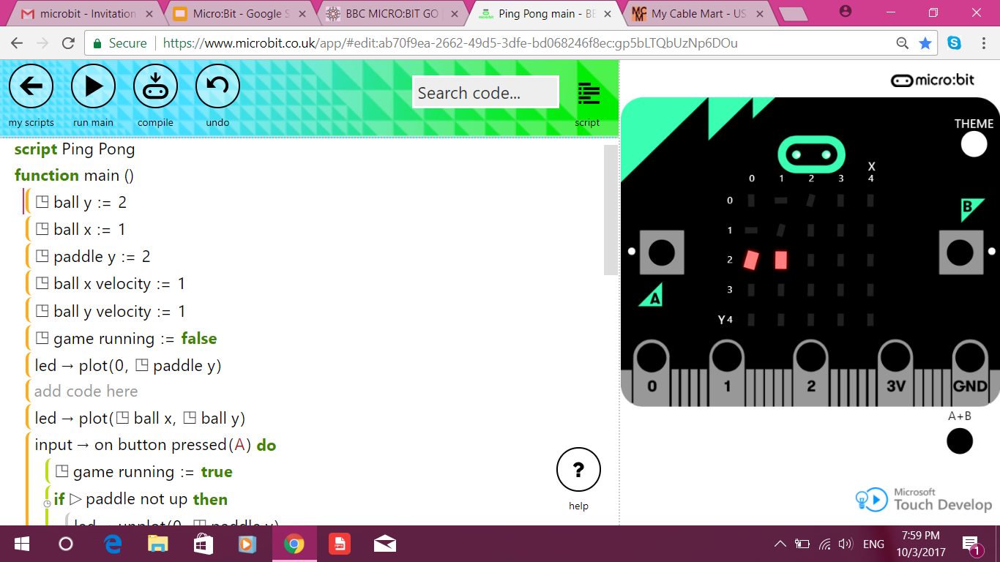 microbit - Invitation
Micro:Bit - Google S
BBC MICRO:BIT GO
Ping Pong main - BB
My Cable Mart - US
Secure
https://www.microbit.co.uk/app/#edit:ab70f9ea-2662-49d5-3dfe-bd068246f8ec:gp5bLTQbUzNp6DOu
my scripts
run main
compile
undo
Search code...
script
script Ping Pong
function main ()
ball y := 2
ball x := 1
paddle y := 2
ball x velocity := 1
ball y velocity := 1
game running := false
led → plot(0, paddle y)
add code here
led → plot(ball x, ball y)
input → on button pressed(A) do
game running := true
if ▷ paddle not up then
led → unplot(0, paddle y)
?
help
micro:bit
THEME
X
0 1 2 3 4
0
1
2
3
Y 4
A
B
0 1 2 3V GND
A+B
Microsoft
Touch Develop
ENG
7:59 PM
10/3/2017
1